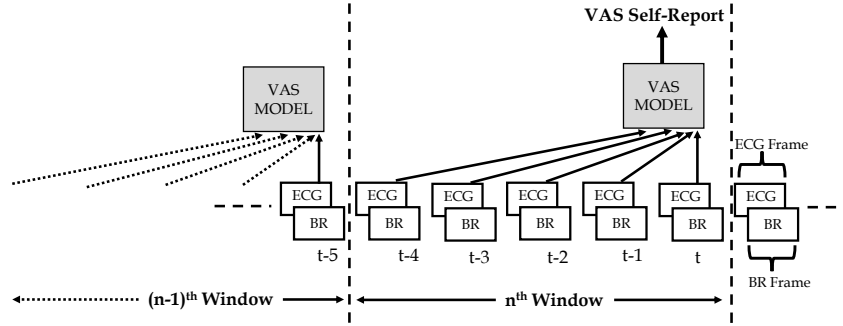 VAS Self-Report
VAS
MODEL
VAS
MODEL
ECG Frame
ECG
BR
ECG
BR
ECG
BR
ECG
BR
ECG
BR
ECG
BR
ECG
BR
t-5
t-4
t-3
t-2
t-1
t
BR Frame
(n-1)th Window
nth Window